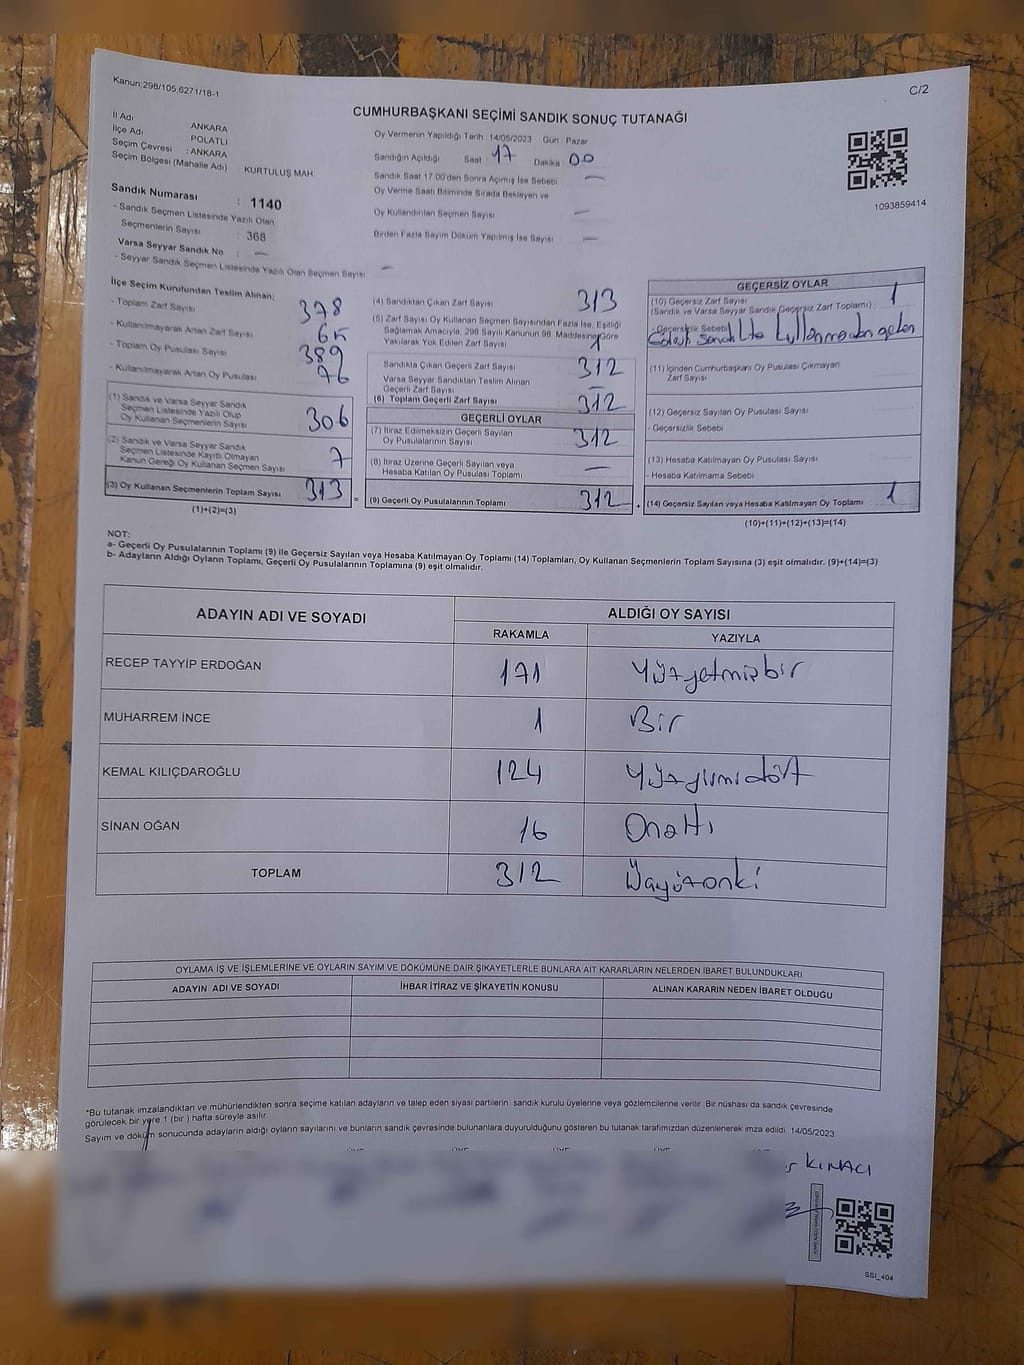 Kanun:298/105,6271/18-1
C/2
CUMHURBAŞKANI SEÇİMİ SANDIK SONUÇ TUTANAĞI
İl Adı ANKARA
İlçe Adı POLATLI
Seçim Çevresi : ANKARA
Seçim Bölgesi (Mahalle Adı) KURTULUŞ MAH.
Sandık Numarası : 1140
- Sandık Seçmen Listesinde Yazılı Olan
Seçmenlerin Sayısı : 368
Varsa Seyyar Sandık No : —
- Seyyar Sandık Seçmen Listesinde Yazılı Olan Seçmen Sayısı —
Oy Vermenin Yapıldığı Tarih 14/05/2023 Gün Pazar
Sandığın Açıldığı Saat : 17 Dakika 00
Sandık Saat 17.00'den Sonra Açılmış İse Sebebi —
Oy Verme Saati Bitiminde Sırada Bekleyen ve
Oy Kullandırılan Seçmen Sayısı —
Birden Fazla Sayım Döküm Yapılmış İse Sayısı —
1093859414
İlçe Seçim Kurulundan Teslim Alınan;
- Toplam Zarf Sayısı 378
- Kullanılmayarak Artan Zarf Sayısı 65
- Toplam Oy Pusulası Sayısı 389
- Kullanılmayarak Artan Oy Pusulası 76
(1) Sandık ve Varsa Seyyar Sandık
Seçmen Listesinde Yazılı Olup
Oy Kullanan Seçmenlerin Sayısı 306
(2) Sandık ve Varsa Seyyar Sandık
Seçmen Listesinde Kayıtlı Olmayan
Kanun Gereği Oy Kullanan Seçmen Sayısı 7
(3) Oy Kullanan Seçmenlerin Toplam Sayısı 313 =
(1)+(2)=(3)
(4) Sandıktan Çıkan Zarf Sayısı 313
(5) Zarf Sayısı Oy Kullanan Seçmen Sayısından Fazla İse, Eşitliği
Sağlamak Amacıyla, 298 Sayılı Kanunun 98. Maddesine Göre
Yakılarak Yok Edilen Zarf Sayısı 1
Sandıkta Çıkan Geçerli Zarf Sayısı 312
Varsa Seyyar Sandıktan Teslim Alınan
Geçerli Zarf Sayısı —
(6) Toplam Geçerli Zarf Sayısı 312
GEÇERLİ OYLAR
(7) İtiraz Edilmeksizin Geçerli Sayılan
Oy Pusulalarının Sayısı 312
(8) İtiraz Üzerine Geçerli Sayılan veya
Hesaba Katılan Oy Pusulası Toplamı —
(9) Geçerli Oy Pusulalarının Toplamı 312 +
GEÇERSİZ OYLAR
(10) Geçersiz Zarf Sayısı 1
(Sandık ve Varsa Seyyar Sandık Geçersiz Zarf Toplamı)
- Geçersizlik Sebebi
Kullanmadan gelen
(11) İçinden Cumhurbaşkanı Oy Pusulası Çıkmayan
Zarf Sayısı
(12) Geçersiz Sayılan Oy Pusulası Sayısı
- Geçersizlik Sebebi
(13) Hesaba Katılmayan Oy Pusulası Sayısı
- Hesaba Katılmama Sebebi
(14) Geçersiz Sayılan veya Hesaba Katılmayan Oy Toplamı 1
(10)+(11)+(12)+(13)=(14)
NOT:
a- Geçerli Oy Pusulalarının Toplamı (9) ile Geçersiz Sayılan veya Hesaba Katılmayan Oy Toplamı (14) Toplamları, Oy Kullanan Seçmenlerin Toplam Sayısına (3) eşit olmalıdır. (9)+(14)=(3)
b- Adayların Aldığı Oyların Toplamı, Geçerli Oy Pusulalarının Toplamına (9) eşit olmalıdır.
ADAYIN ADI VE SOYADI ALDIĞI OY SAYISI
RAKAMLA YAZIYLA
RECEP TAYYİP ERDOĞAN 171 Yüzyetmişbir
MUHARREM İNCE 1 Bir
KEMAL KILIÇDAROĞLU 124 Yüzyirmidört
SİNAN OĞAN 16 Onaltı
TOPLAM 312 Üçyüzoniki
OYLAMA İŞ VE İŞLEMLERİNE VE OYLARIN SAYIM VE DÖKÜMÜNE DAİR ŞİKAYETLERLE BUNLARA AİT KARARLARIN NELERDEN İBARET BULUNDUKLARI
ADAYIN ADI VE SOYADI İHBAR İTİRAZ VE ŞİKAYETİN KONUSU ALINAN KARARIN NEDEN İBARET OLDUĞU
*Bu tutanak imzalandıktan ve mühürlendikten sonra seçime katılan adayların ve talep eden siyasi partilerin sandık kurulu üyelerine veya gözlemcilerine verilir. Bir nüshası da sandık çevresinde
görülecek bir yere 1 (bir) hafta süreyle asılır.
Sayım ve döküm sonucunda adayların aldığı oyların sayılarını ve bunların sandık çevresinde bulunanlara duyurulduğunu gösteren bu tutanak tarafımızdan düzenlenerek imza edildi. 14/05/2023
KINACI
SSI_404